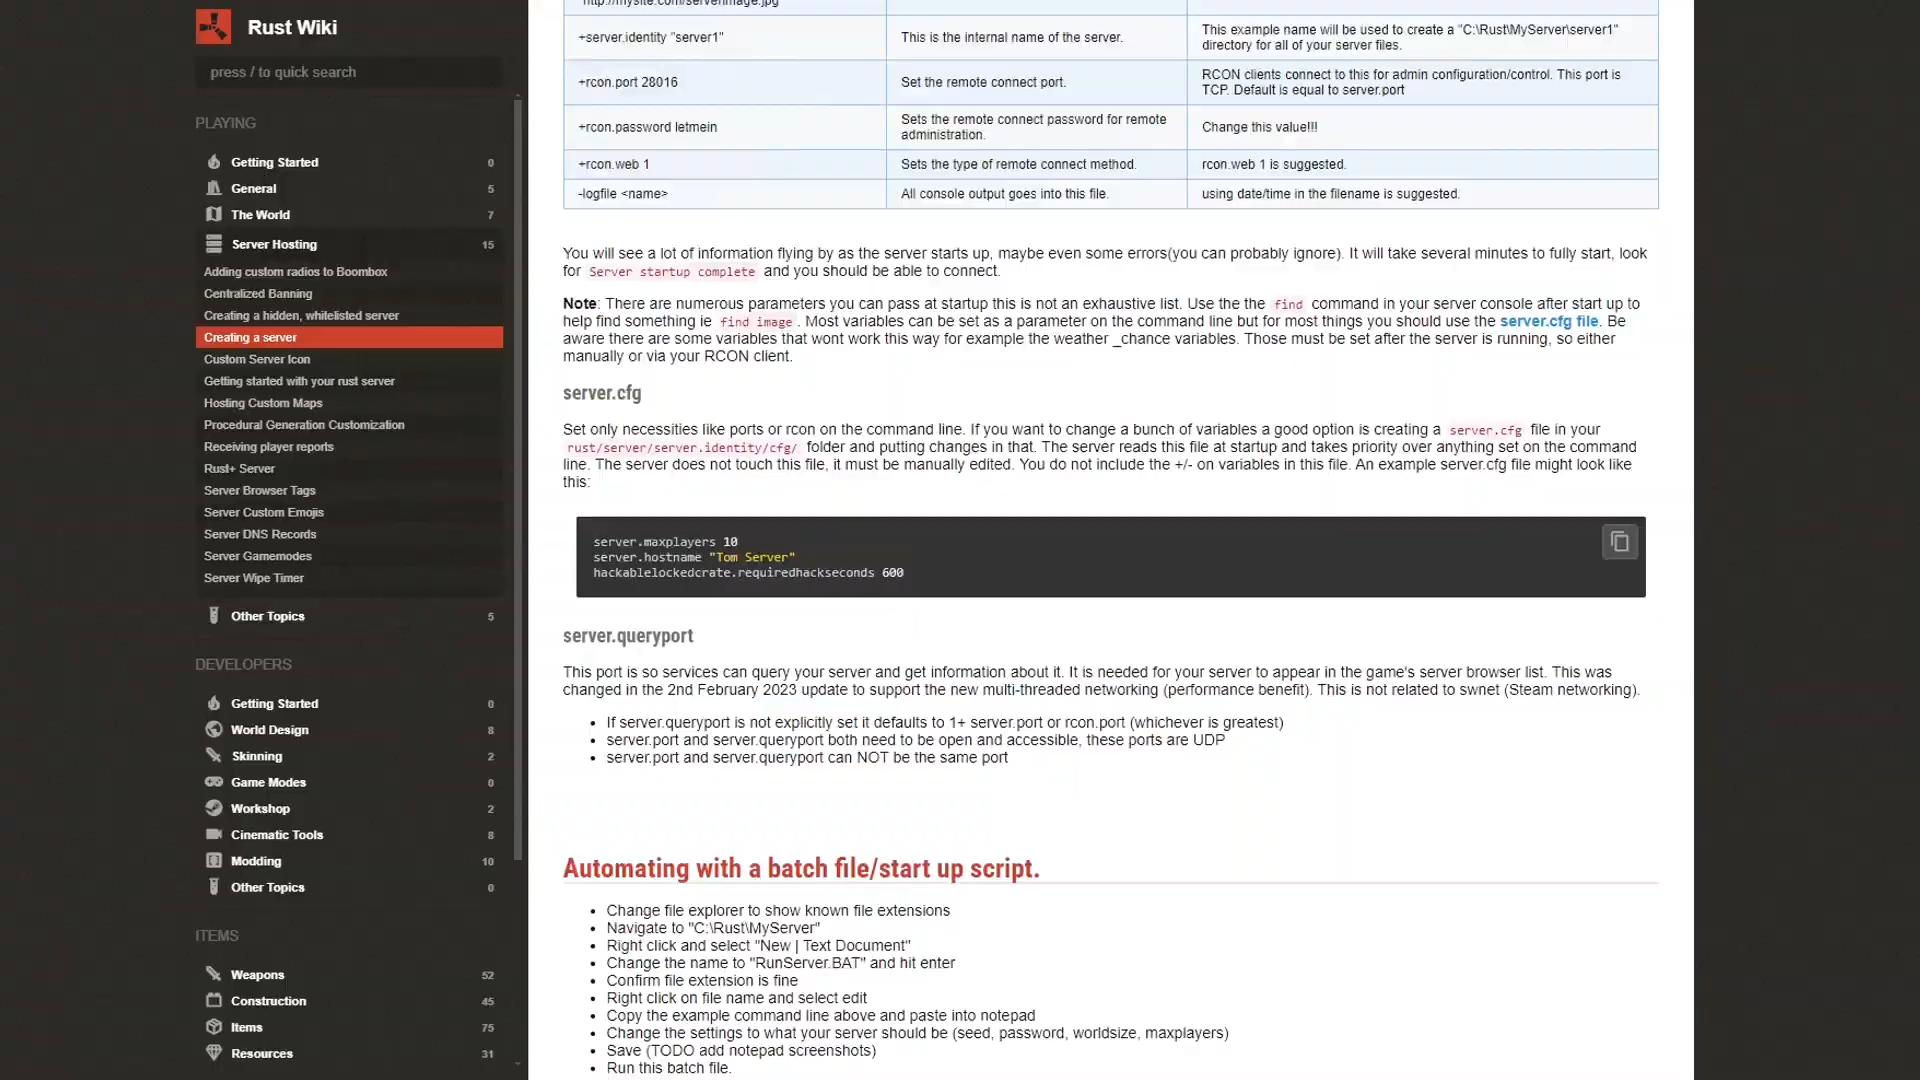 Rust Wiki
press / to quick search
PLAYING
Getting Started 0
General 5
The World 7
Server Hosting 15
Adding custom radios to Boombox
Centralized Banning
Creating a hidden, whitelisted server
Creating a server
Custom Server Icon
Getting started with your rust server
Hosting Custom Maps
Procedural Generation Customization
Receiving player reports
Rust+ Server
Server Browser Tags
Server Custom Emojis
Server DNS Records
Server Gamemodes
Server Wipe Timer
Other Topics 5
DEVELOPERS
Getting Started 0
World Design 8
Skinning 2
Game Modes 0
Workshop 2
Cinematic Tools 8
Modding 10
Other Topics 0
ITEMS
Weapons 52
Construction 45
Items 75
Resources 31
"http://mysite.com/serverimage.jpg"
+server.identity "server1"
This is the internal name of the server.
This example name will be used to create a "C:\Rust\MyServer\server1"
directory for all of your server files.
+rcon.port 28016
Set the remote connect port.
RCON clients connect to this for admin configuration/control. This port is
TCP. Default is equal to server.port
+rcon.password letmein
Sets the remote connect password for remote
administration.
Change this value!!!
+rcon.web 1
Sets the type of remote connect method.
rcon.web 1 is suggested.
-logfile <name>
All console output goes into this file.
using date/time in the filename is suggested.
You will see a lot of information flying by as the server starts up, maybe even some errors(you can probably ignore). It will take several minutes to fully start, look
for Server startup complete and you should be able to connect.
Note: There are numerous parameters you can pass at startup this is not an exhaustive list. Use the the find command in your server console after start up to
help find something ie find image. Most variables can be set as a parameter on the command line but for most things you should use the server.cfg file. Be
aware there are some variables that wont work this way for example the weather _chance variables. Those must be set after the server is running, so either
manually or via your RCON client.
server.cfg
Set only necessities like ports or rcon on the command line. If you want to change a bunch of variables a good option is creating a server.cfg file in your
rust/server/server.identity/cfg/ folder and putting changes in that. The server reads this file at startup and takes priority over anything set on the command
line. The server does not touch this file, it must be manually edited. You do not include the +/- on variables in this file. An example server.cfg file might look like
this:
server.maxplayers 10
server.hostname "Tom Server"
hackablelockedcrate.requiredhackseconds 600
server.queryport
This port is so services can query your server and get information about it. It is needed for your server to appear in the game's server browser list. This was
changed in the 2nd February 2023 update to support the new multi-threaded networking (performance benefit). This is not related to swnet (Steam networking).
• If server.queryport is not explicitly set it defaults to 1+ server.port or rcon.port (whichever is greatest)
• server.port and server.queryport both need to be open and accessible, these ports are UDP
• server.port and server.queryport can NOT be the same port
Automating with a batch file/start up script.
• Change file explorer to show known file extensions
• Navigate to "C:\Rust\MyServer"
• Right click and select "New | Text Document"
• Change the name to "RunServer.BAT" and hit enter
• Confirm file extension is fine
• Right click on file name and select edit
• Copy the example command line above and paste into notepad
• Change the settings to what your server should be (seed, password, worldsize, maxplayers)
• Save (TODO add notepad screenshots)
• Run this batch file.